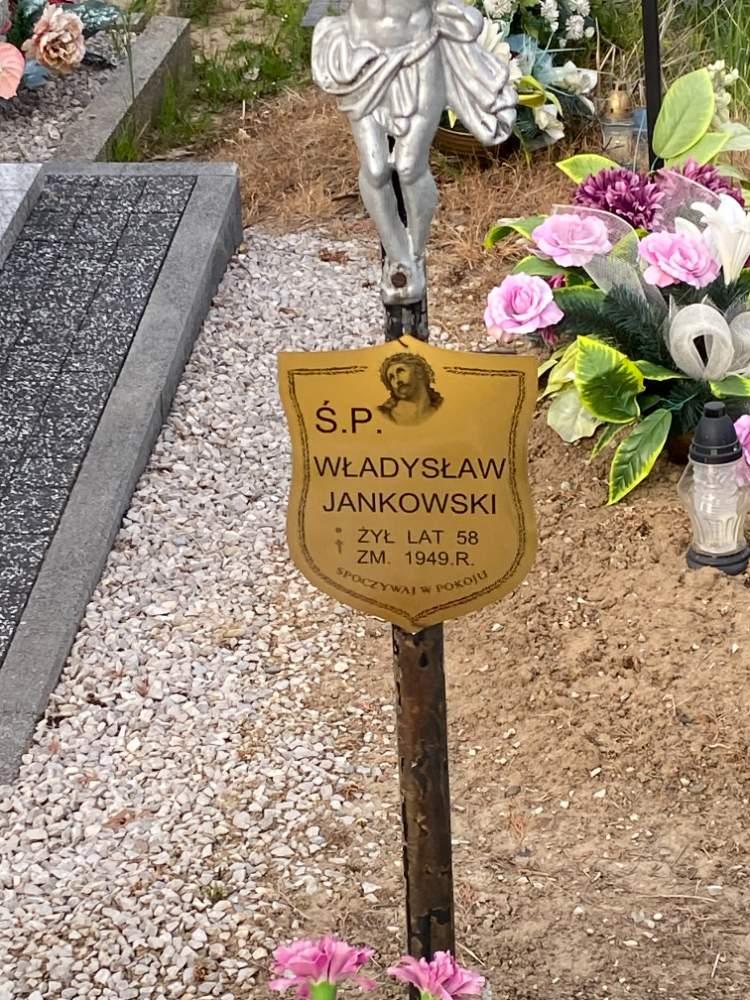 Ś.P.
WŁADYSŁAW
JANKOWSKI
* ŻYŁ LAT 58
† ZM. 1949.R.
SPOCZYWAJ W POKOJU